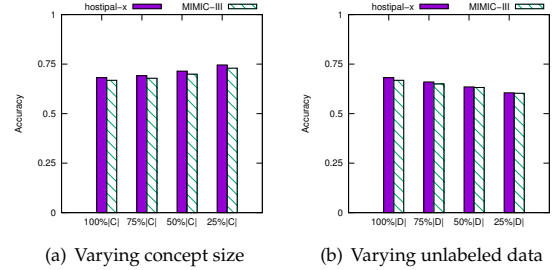 hostipal-x MIMIC-III
1
0.75
0.5
0.25
0
Accuracy
100%|C| 75%|C| 50%|C| 25%|C|
(a) Varying concept size
hostipal-x MIMIC-III
1
0.75
0.5
0.25
0
Accuracy
100%|D| 75%|D| 50%|D| 25%|D|
(b) Varying unlabeled data